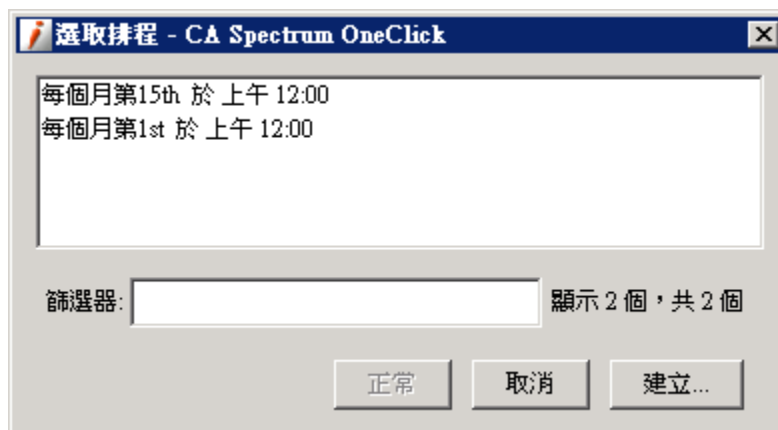 選取排程 - CA Spectrum OneClick
每個月第15th 於 上午 12:00
每個月第1st 於 上午 12:00
篩選器:
顯示 2 個，共 2 個
正常
取消
建立...